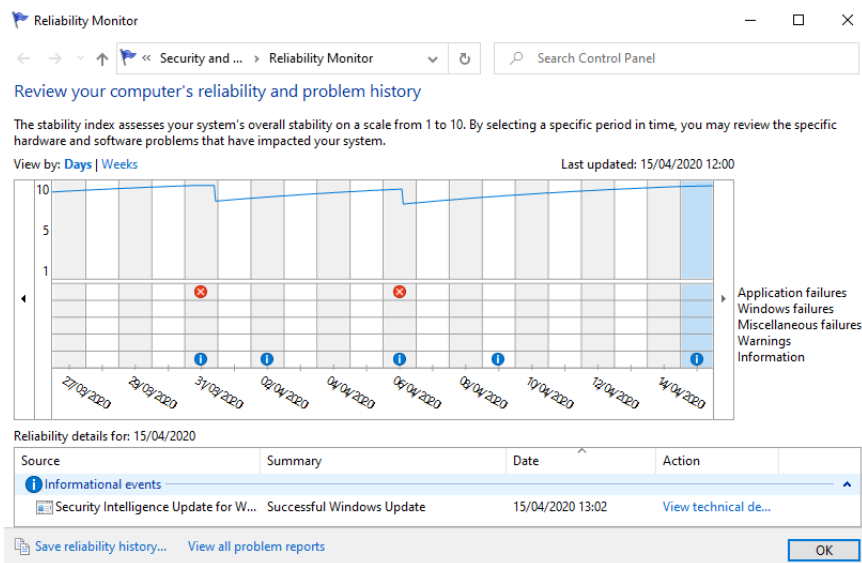 Reliability Monitor
« Security and ... > Reliability Monitor
Search Control Panel
Review your computer's reliability and problem history
The stability index assesses your system's overall stability on a scale from 1 to 10. By selecting a specific period in time, you may review the specific
hardware and software problems that have impacted your system.
View by: Days | Weeks
Last updated: 15/04/2020 12:00
10
5
1
Application failures
Windows failures
Miscellaneous failures
Warnings
Information
27/03/2020 29/03/2020 31/03/2020 02/04/2020 04/04/2020 06/04/2020 08/04/2020 10/04/2020 12/04/2020 14/04/2020
Reliability details for: 15/04/2020
Source Summary Date Action
Informational events
Security Intelligence Update for W... Successful Windows Update 15/04/2020 13:02 View technical de...
Save reliability history... View all problem reports
OK